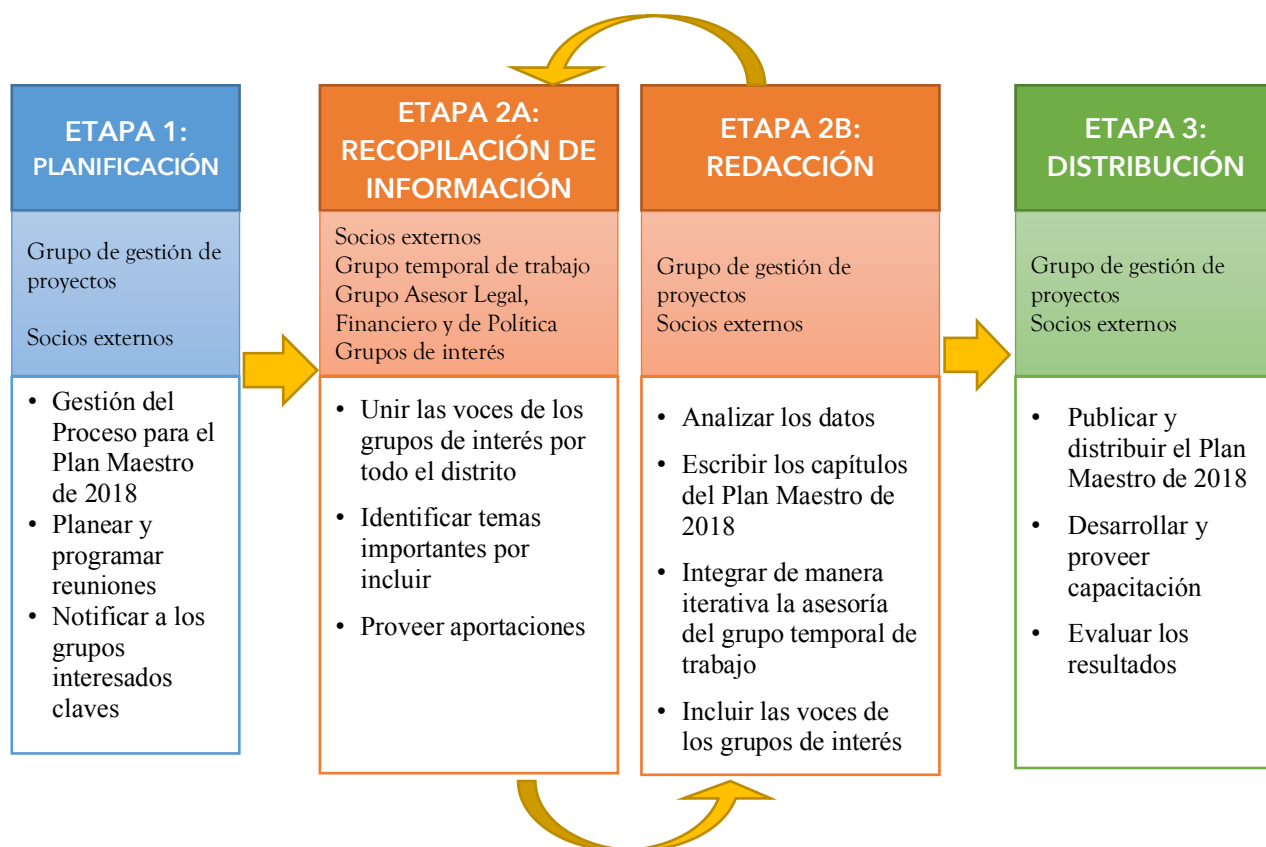 ETAPA 1:
PLANIFICACIÓN
Grupo de gestión de
proyectos
Socios externos
• Gestión del
Proceso para el
Plan Maestro
de 2018
• Planear y
programar
reuniones
• Notificar a los
grupos
interesados
claves
ETAPA 2A:
RECOPILACIÓN DE
INFORMACIÓN
Socios externos
Grupo temporal de trabajo
Grupo Asesor Legal,
Financiero y de Política
Grupos de interés
• Unir las voces de los
grupos de interés por
todo el distrito
• Identificar temas
importantes por
incluir
• Proveer aportaciones
ETAPA 2B:
REDACCIÓN
Grupo de gestión de
proyectos
Socios externos
• Analizar los datos
• Escribir los capítulos
del Plan Maestro de
2018
• Integrar de manera
iterativa la asesoría
del grupo temporal de
trabajo
• Incluir las voces de
los grupos de interés
ETAPA 3:
DISTRIBUCIÓN
Grupo de gestión de
proyectos
Socios externos
• Publicar y
distribuir el Plan
Maestro de 2018
• Desarrollar y
proveer
capacitación
• Evaluar los
resultados